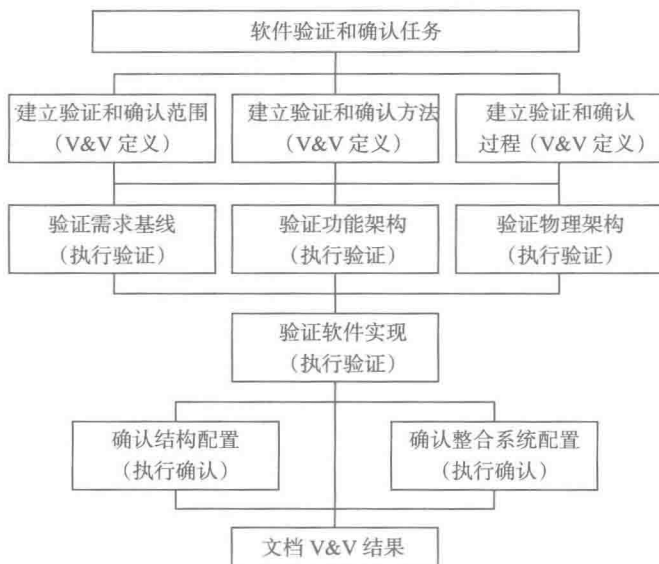 软件验证和确认任务
建立验证和确认范围
（V&V 定义）
建立验证和确认方法
（V&V 定义）
建立验证和确认
过程（V&V 定义）
验证需求基线
（执行验证）
验证功能架构
（执行验证）
验证物理架构
（执行验证）
验证软件实现
（执行验证）
确认结构配置
（执行确认）
确认整合系统配置
（执行确认）
文档 V&V 结果